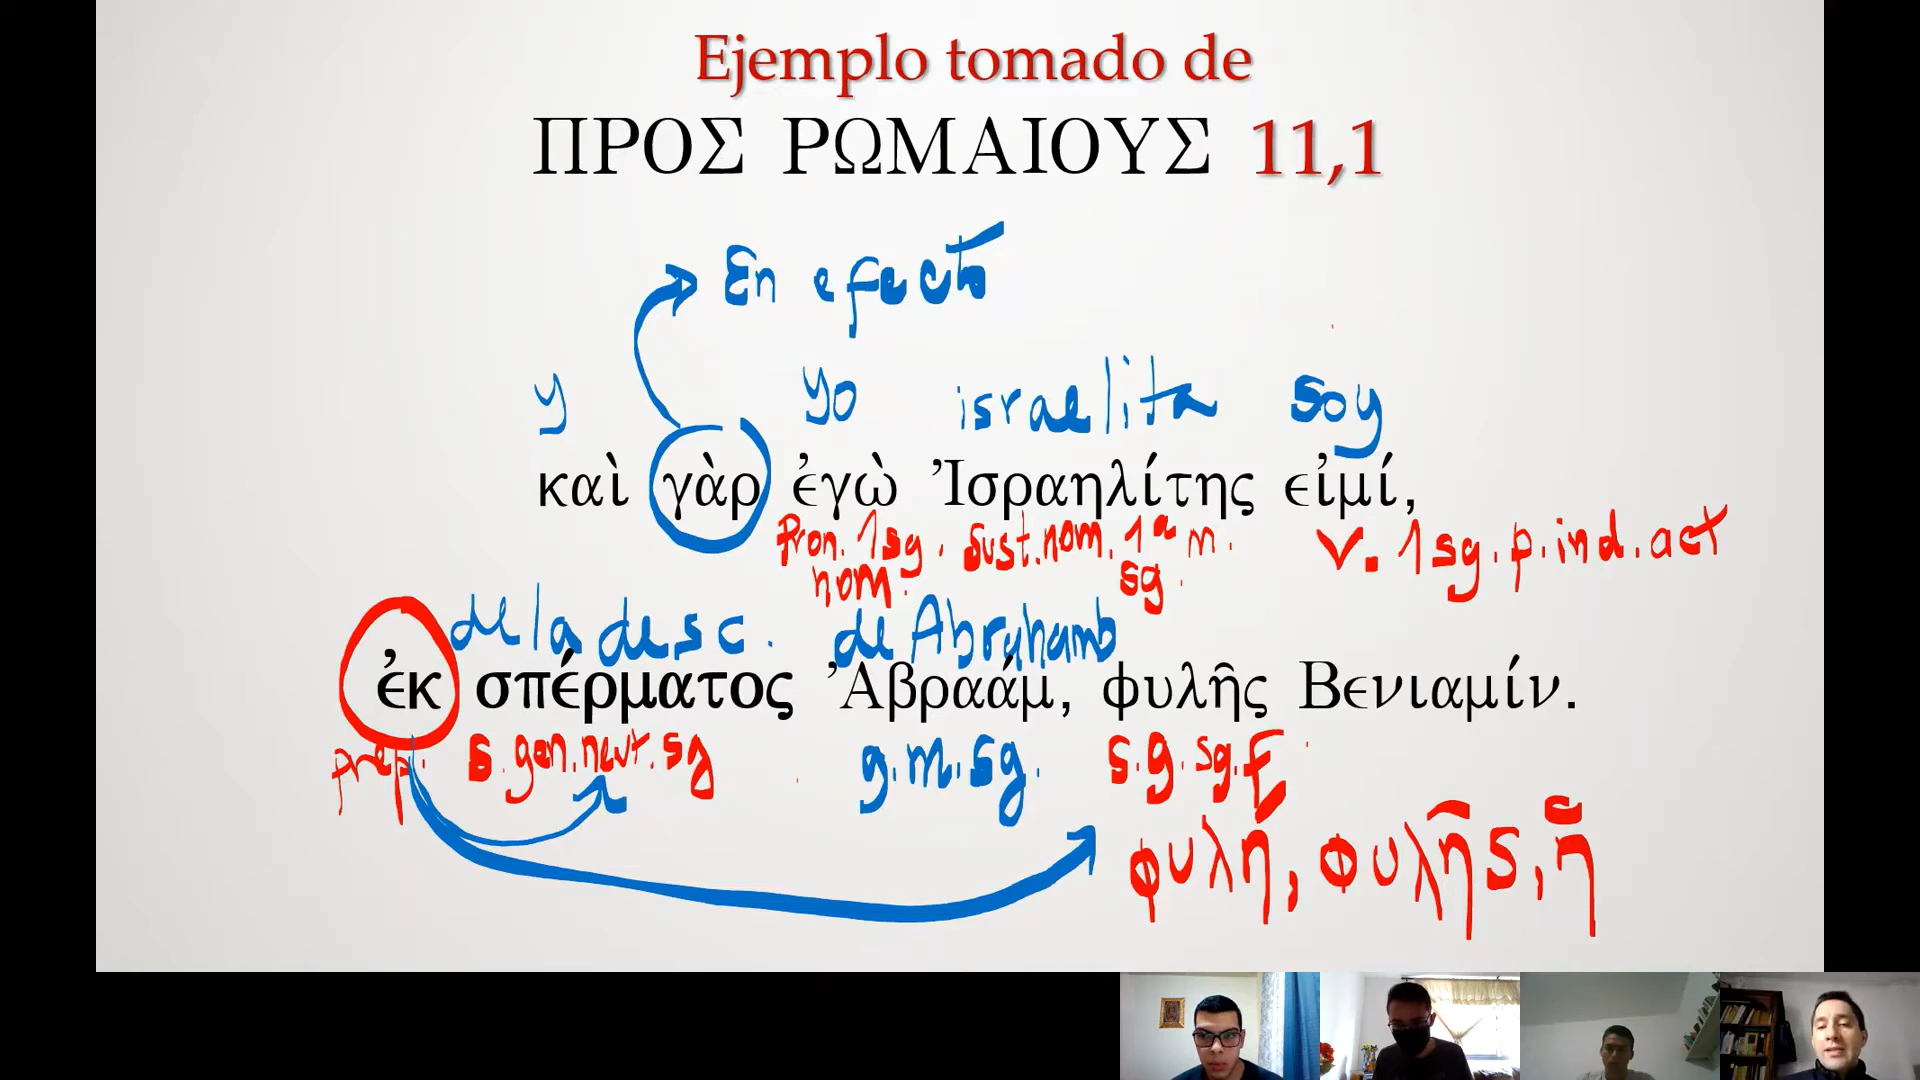 Ejemplo tomado de
ΠΡΟΣ ΡΩΜΑΙΟΥΣ 11,1
En efecto
y yo israelita soy
καὶ γὰρ ἐγὼ Ἰσραηλίτης εἰμί,
Pron. 1sg. Sust. nom. 1ª m. V. 1sg. p. ind. act
nom. sg.
de la desc. de Abrahamb
ἐκ σπέρματος Ἀβραάμ, φυλῆς Βενιαμίν.
prep. s. gen. neut. sg g. m. sg. s. g. sg. f
φυλή, φυλῆς, ἡ